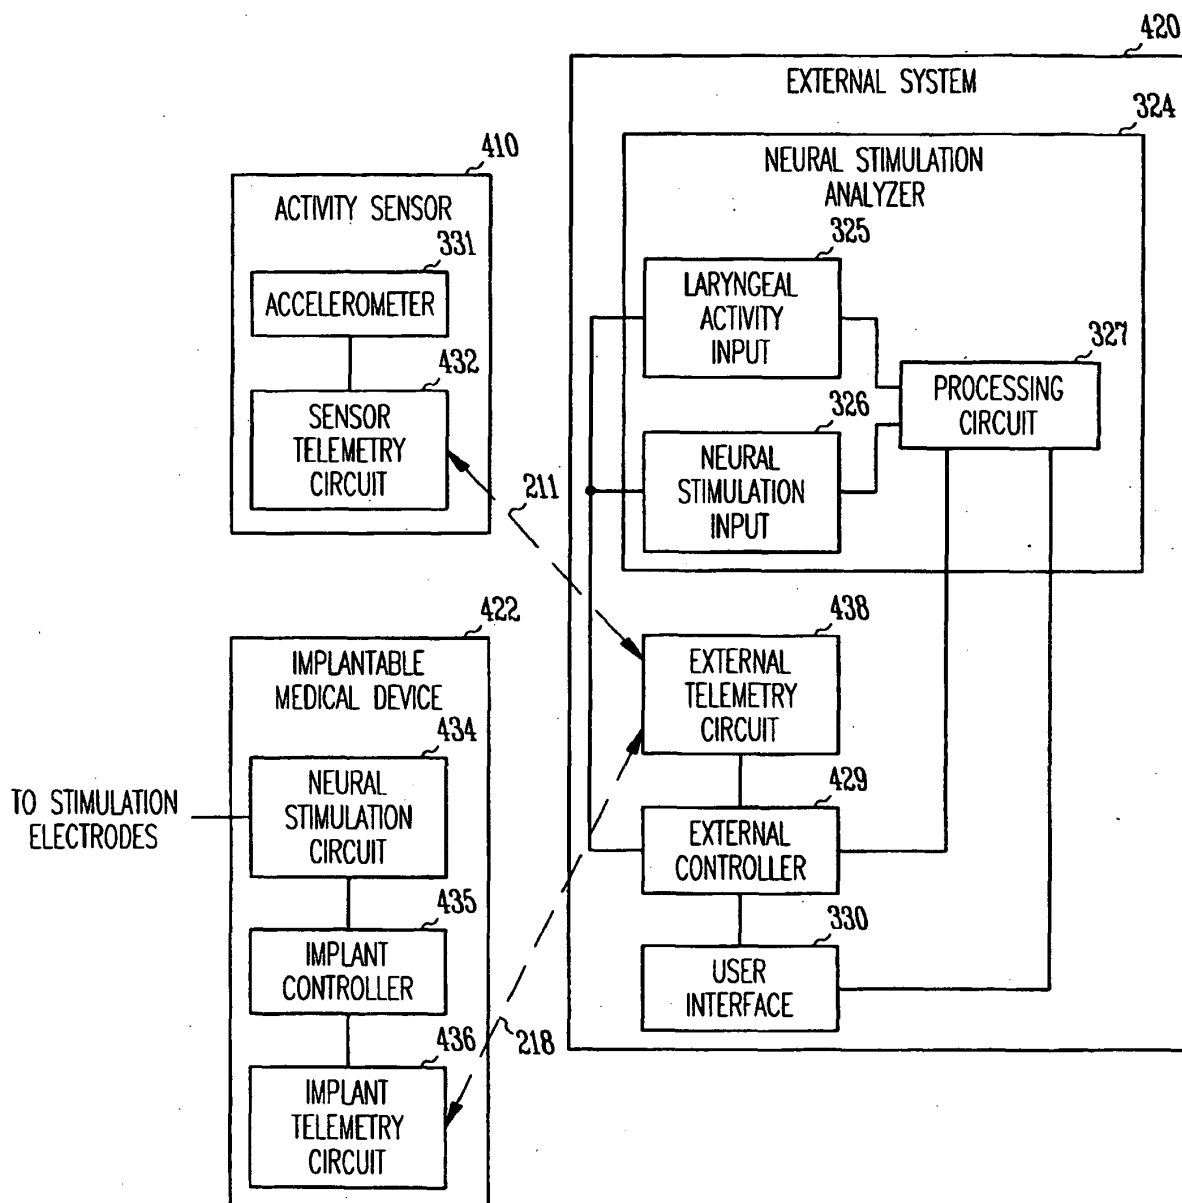 420
EXTERNAL SYSTEM
324
NEURAL STIMULATION
ANALYZER
410
ACTIVITY SENSOR
331
ACCELEROMETER
432
SENSOR
TELEMETRY
CIRCUIT
325
LARYNGEAL
ACTIVITY
INPUT
327
PROCESSING
CIRCUIT
326
NEURAL
STIMULATION
INPUT
211
422
IMPLANTABLE
MEDICAL DEVICE
438
EXTERNAL
TELEMETRY
CIRCUIT
434
NEURAL
STIMULATION
CIRCUIT
TO STIMULATION
ELECTRODES
429
EXTERNAL
CONTROLLER
435
IMPLANT
CONTROLLER
330
USER
INTERFACE
436
IMPLANT
TELEMETRY
CIRCUIT
218